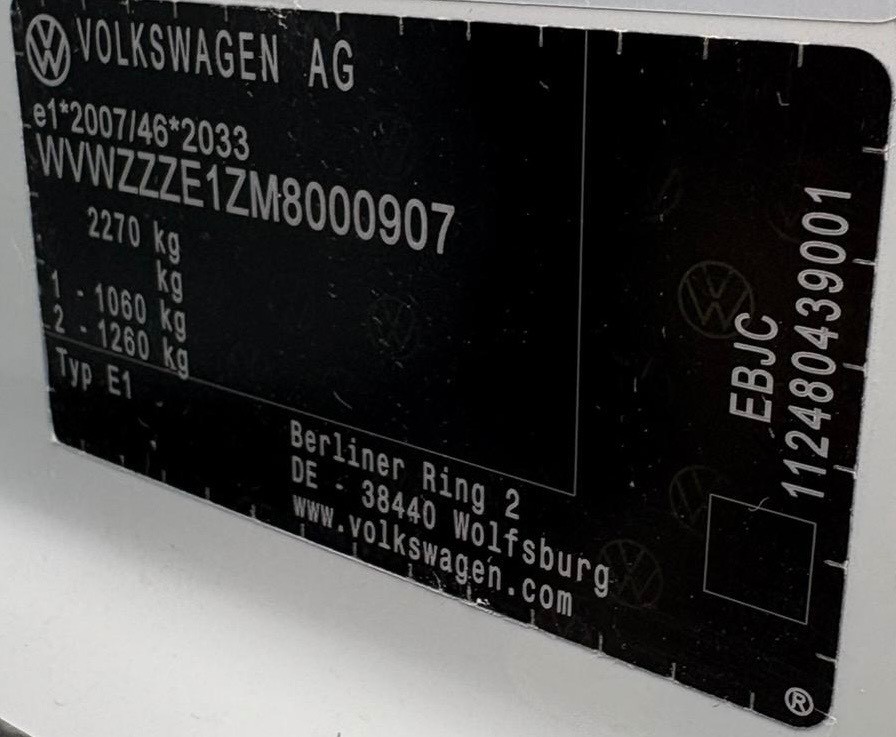 VOLKSWAGEN AG
e1*2007/46*2033
WVWZZZE1ZM8000907
2270 kg
kg
1 - 1060 kg
2 - 1260 kg
Typ E1
Berliner Ring 2
DE - 38440 Wolfsburg
www.volkswagen.com
EBJC
112480439001
®